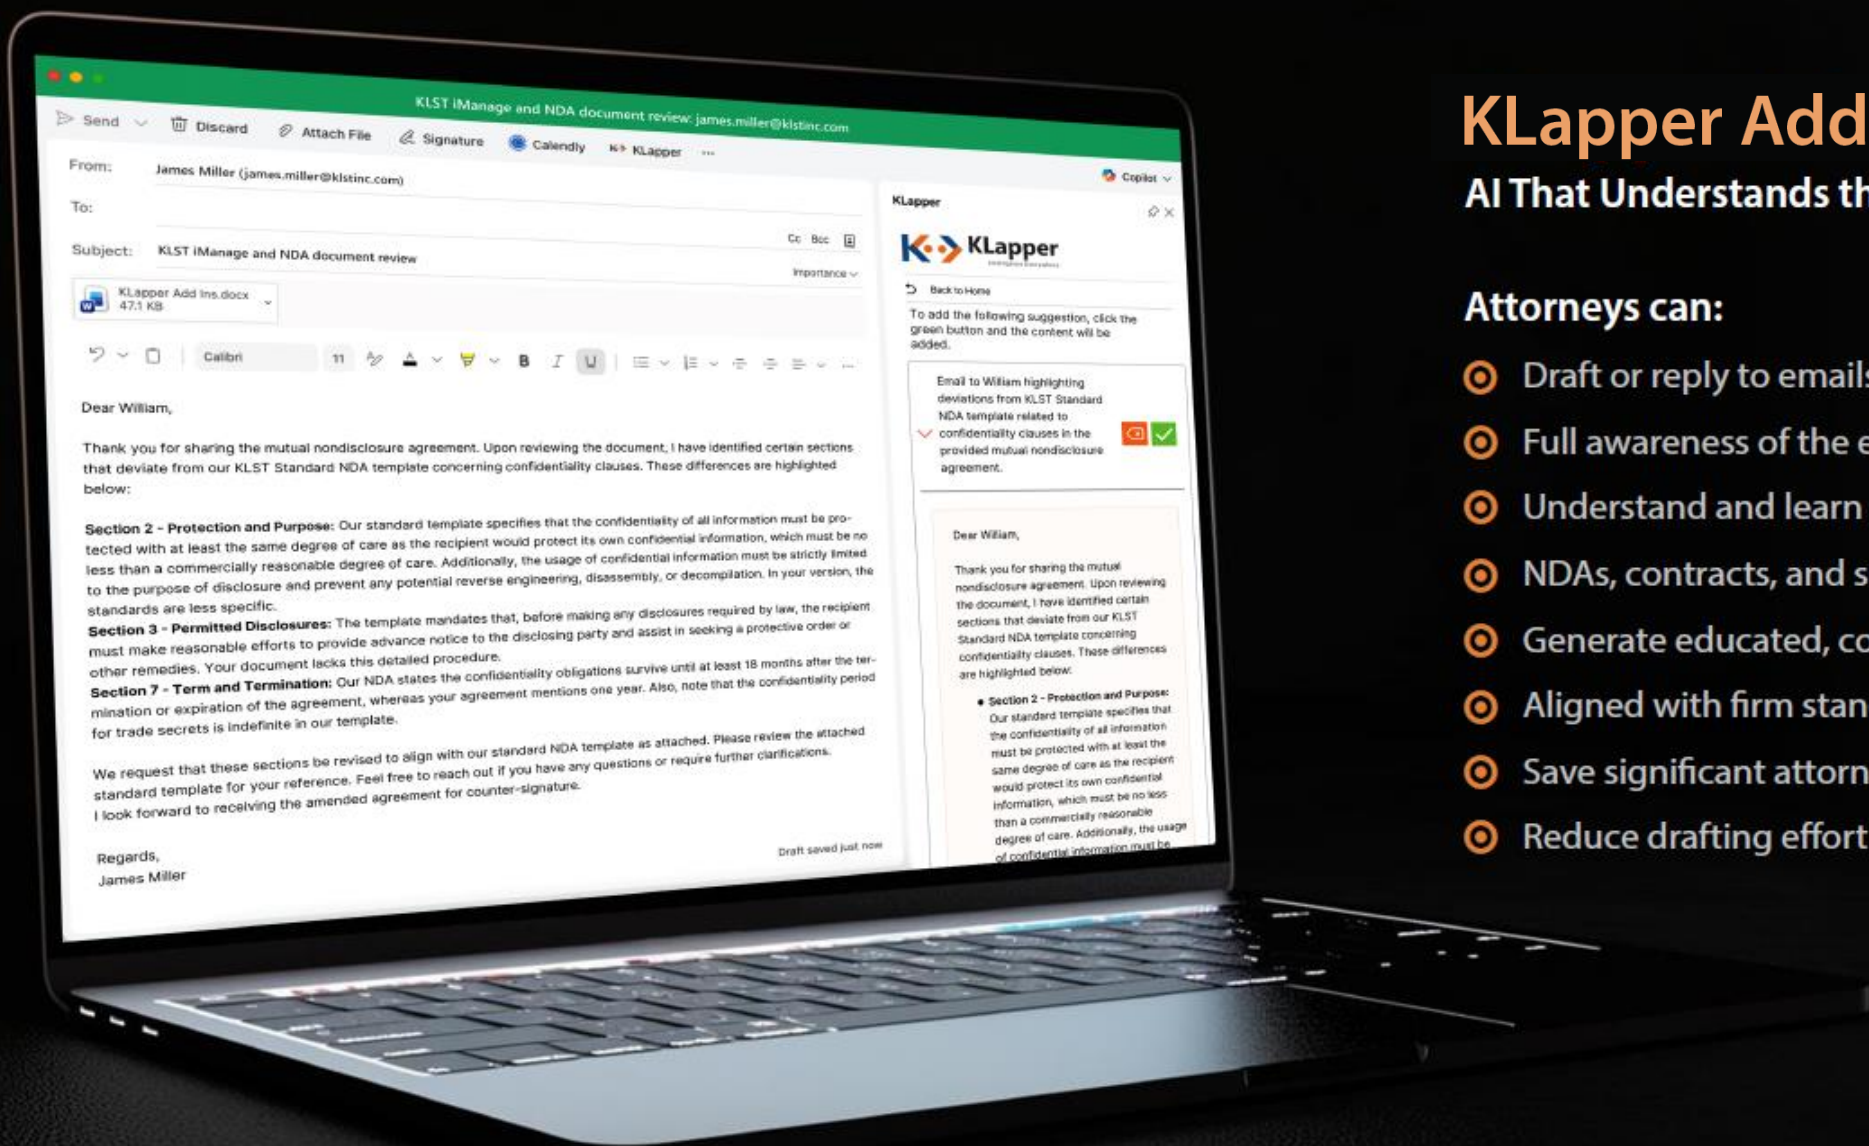 KLST iManage and NDA document review: james.miller@klstinc.com
Send
Discard
Attach File
Signature
Calendly
KLapper
Copilot
From: James Miller (james.miller@klstinc.com)
To:
Cc Bcc
Subject: KLST iManage and NDA document review
Importance
KLapper Add Ins.docx
47.1 KB
Calibri
11
B I U
Dear William,
Thank you for sharing the mutual nondisclosure agreement. Upon reviewing the document, I have identified certain sections
that deviate from our KLST Standard NDA template concerning confidentiality clauses. These differences are highlighted
below:
Section 2 - Protection and Purpose: Our standard template specifies that the confidentiality of all information must be pro-
tected with at least the same degree of care as the recipient would protect its own confidential information, which must be no
less than a commercially reasonable degree of care. Additionally, the usage of confidential information must be strictly limited
to the purpose of disclosure and prevent any potential reverse engineering, disassembly, or decompilation. In your version, the
standards are less specific.
Section 3 - Permitted Disclosures: The template mandates that, before making any disclosures required by law, the recipient
must make reasonable efforts to provide advance notice to the disclosing party and assist in seeking a protective order or
other remedies. Your document lacks this detailed procedure.
Section 7 - Term and Termination: Our NDA states the confidentiality obligations survive until at least 18 months after the ter-
mination or expiration of the agreement, whereas your agreement mentions one year. Also, note that the confidentiality period
for trade secrets is indefinite in our template.
We request that these sections be revised to align with our standard NDA template as attached. Please review the attached
standard template for your reference. Feel free to reach out if you have any questions or require further clarifications.
I look forward to receiving the amended agreement for counter-signature.
Regards,
James Miller
Draft saved just now
KLapper
KLapper
Back to Home
To add the following suggestion, click the
green button and the content will be
added.
Email to William highlighting
deviations from KLST Standard
NDA template related to
confidentiality clauses in the
provided mutual nondisclosure
agreement.
Dear William,
Thank you for sharing the mutual
nondisclosure agreement. Upon reviewing
the document, I have identified certain
sections that deviate from our KLST
Standard NDA template concerning
confidentiality clauses. These differences
are highlighted below:
• Section 2 - Protection and Purpose:
Our standard template specifies that
the confidentiality of all information
must be protected with at least the
same degree of care as the recipient
would protect its own confidential
information, which must be no less
than a commercially reasonable
degree of care. Additionally, the usage
of confidential information must be
KLapper Add
AI That Understands th
Attorneys can:
Draft or reply to emails
Full awareness of the e
Understand and learn
NDAs, contracts, and s
Generate educated, co
Aligned with firm stan
Save significant attorn
Reduce drafting effort